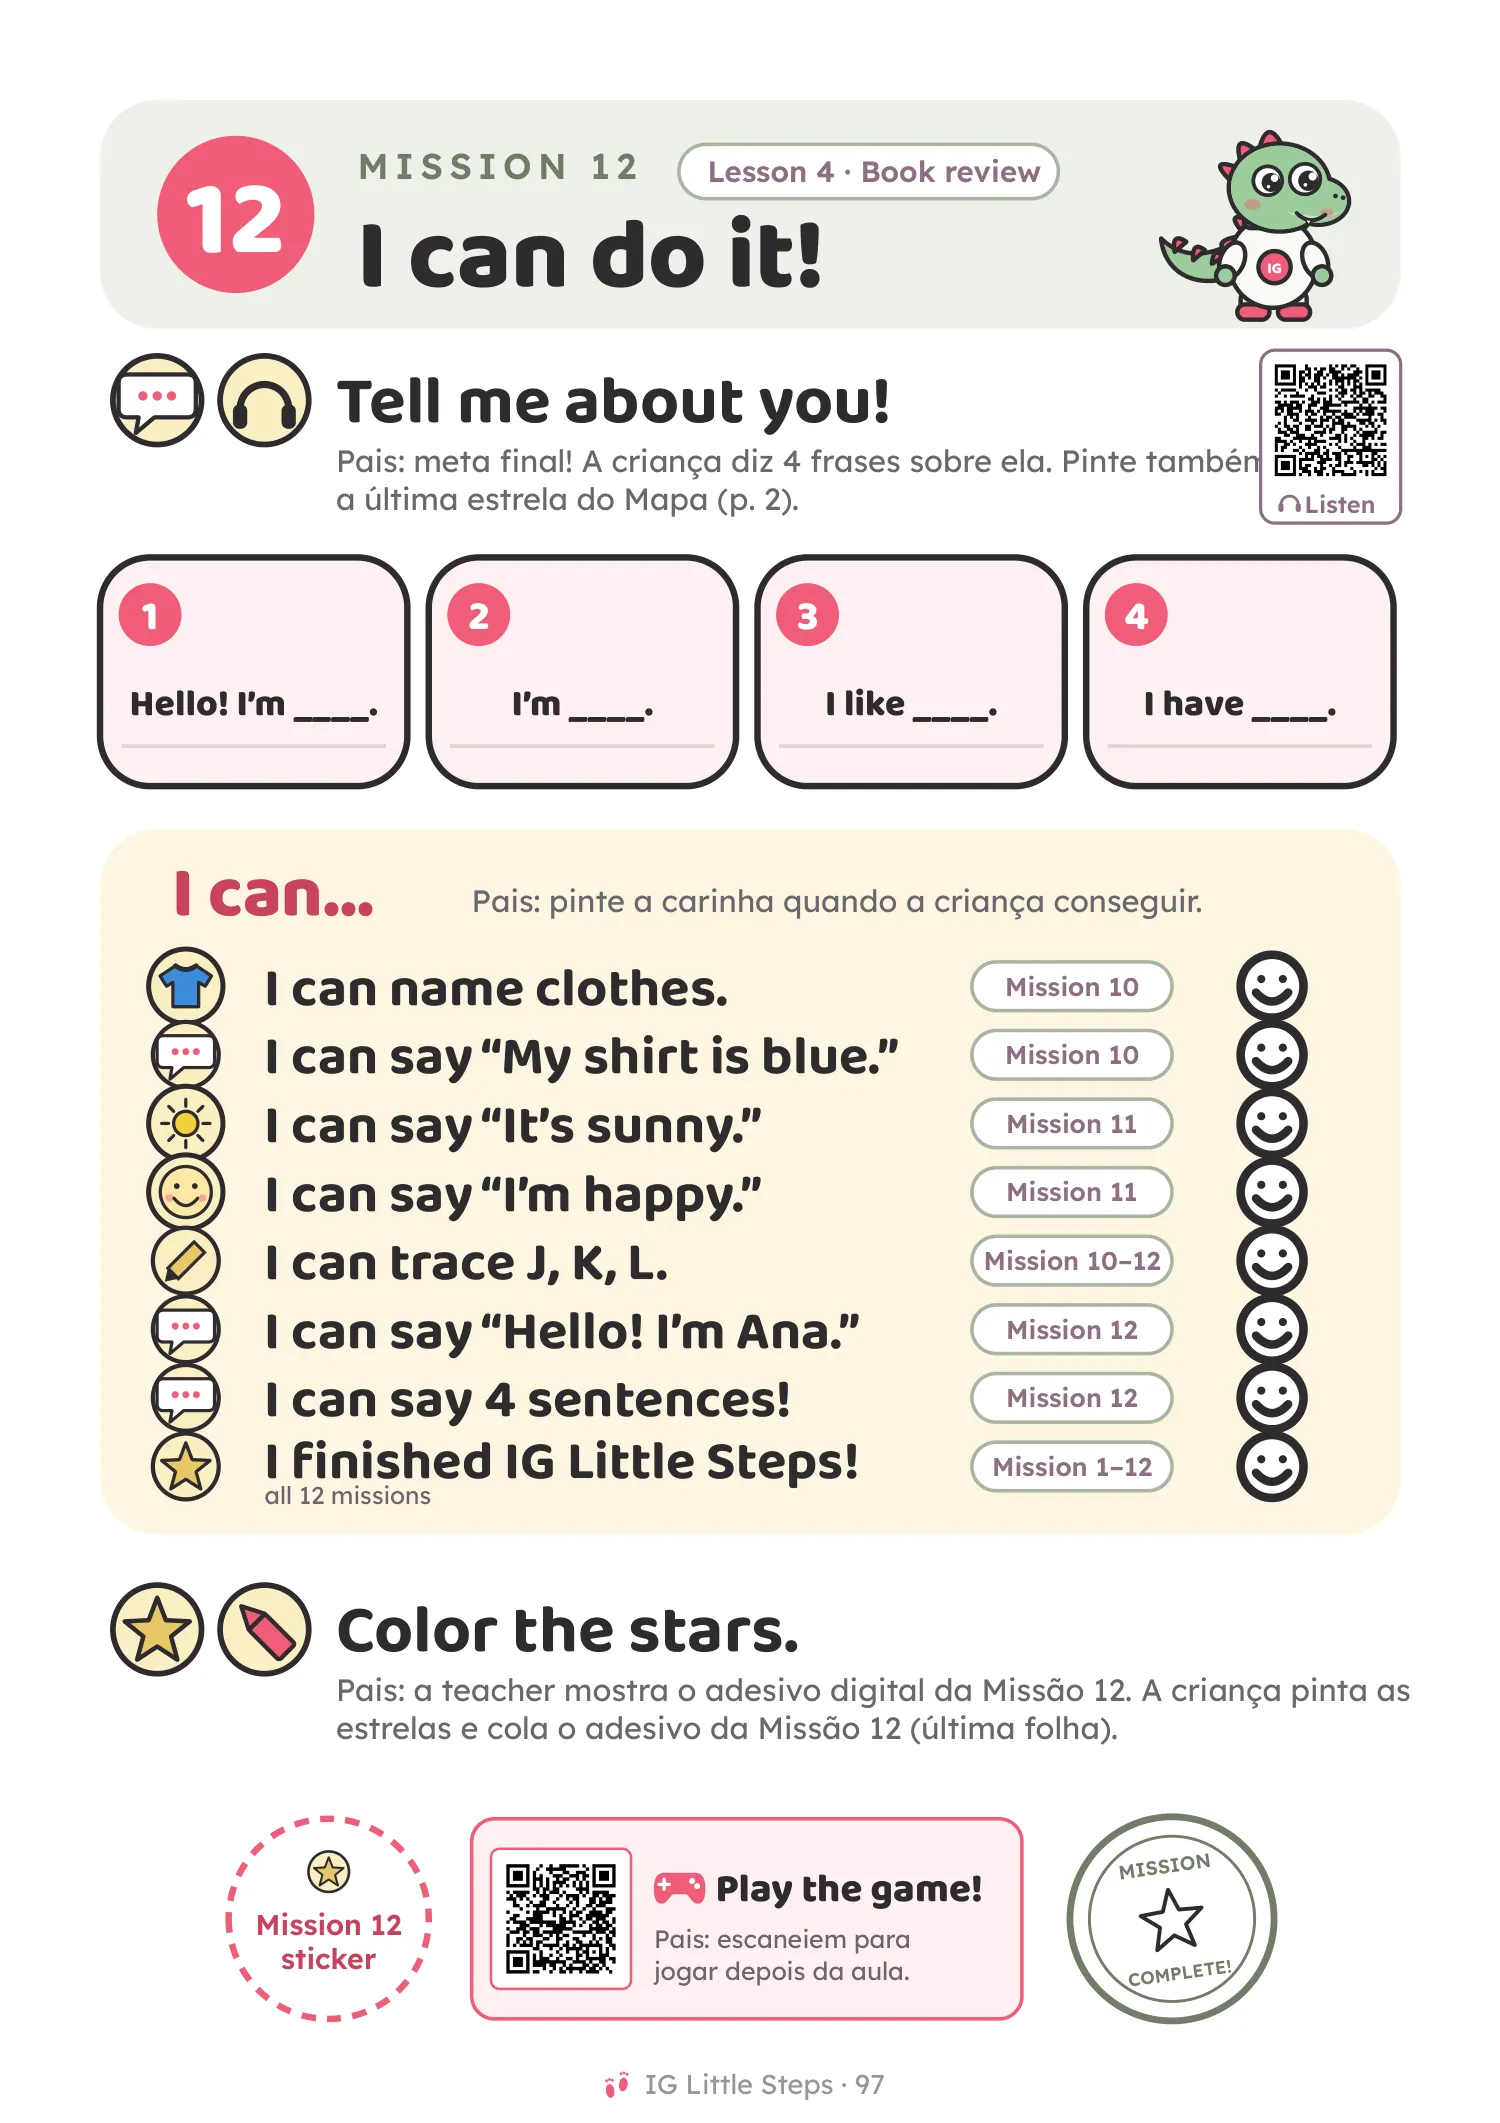 12
MISSION 12
Lesson 4 · Book review
I can do it!
IG
Tell me about you!
Pais: meta final! A criança diz 4 frases sobre ela. Pinte também
a última estrela do Mapa (p. 2).
Listen
1
Hello! I'm ____.
2
I'm ____.
3
I like ____.
4
I have ____.
I can...
Pais: pinte a carinha quando a criança conseguir.
I can name clothes.
Mission 10
I can say “My shirt is blue.”
Mission 10
I can say “It’s sunny.”
Mission 11
I can say “I’m happy.”
Mission 11
I can trace J, K, L.
Mission 10–12
I can say “Hello! I’m Ana.”
Mission 12
I can say 4 sentences!
Mission 12
I finished IG Little Steps!
all 12 missions
Mission 1–12
Color the stars.
Pais: a teacher mostra o adesivo digital da Missão 12. A criança pinta as
estrelas e cola o adesivo da Missão 12 (última folha).
Mission 12
sticker
Play the game!
Pais: escaneiem para
jogar depois da aula.
MISSION
COMPLETE!
IG Little Steps · 97